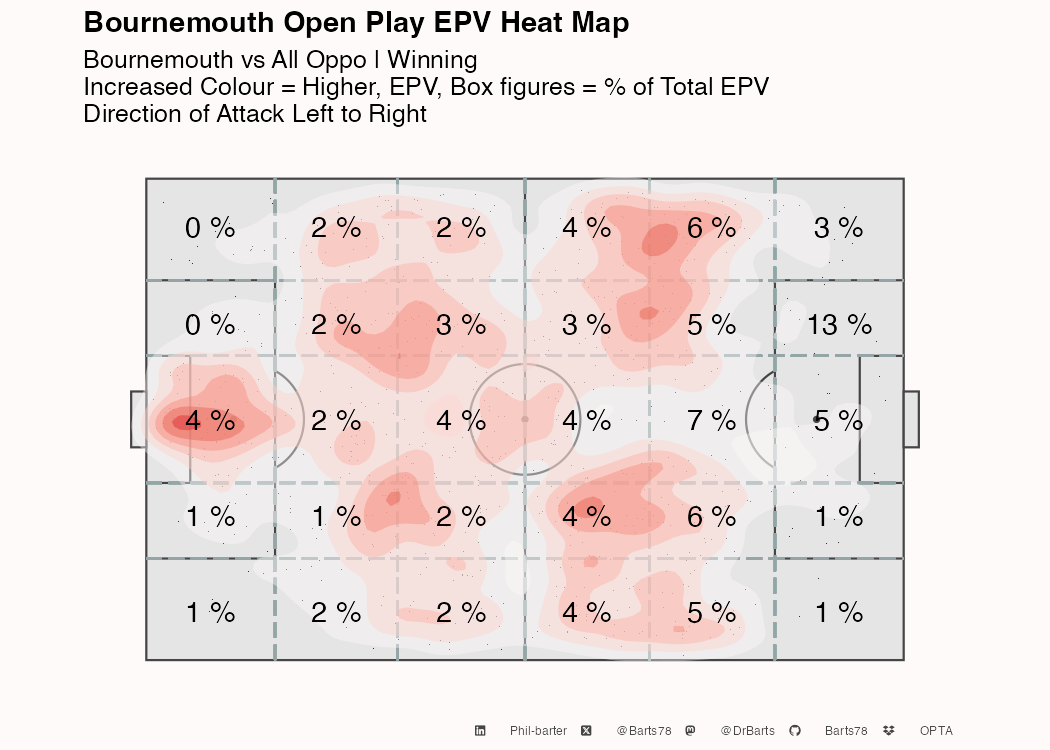 Bournemouth Open Play EPV Heat Map
Bournemouth vs All Oppo | Winning
Increased Colour = Higher, EPV, Box figures = % of Total EPV
Direction of Attack Left to Right
0 % 2 % 2 % 4 % 6 % 3 %
0 % 2 % 3 % 3 % 5 % 13 %
4 % 2 % 4 % 4 % 7 % 5 %
1 % 1 % 2 % 4 % 6 % 1 %
1 % 2 % 2 % 4 % 5 % 1 %
Phil-barter @Barts78 @DrBarts Barts78 OPTA